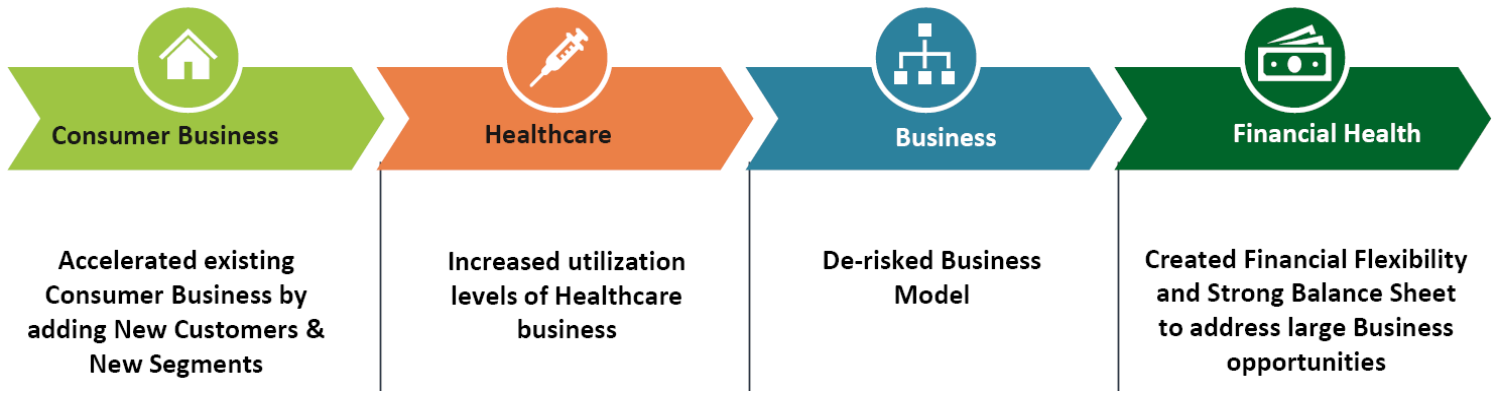 Consumer Business
Healthcare
Business
Financial Health
Accelerated existing
Consumer Business by
adding New Customers &
New Segments
Increased utilization
levels of Healthcare
business
De-risked Business
Model
Created Financial Flexibility
and Strong Balance Sheet
to address large Business
opportunities